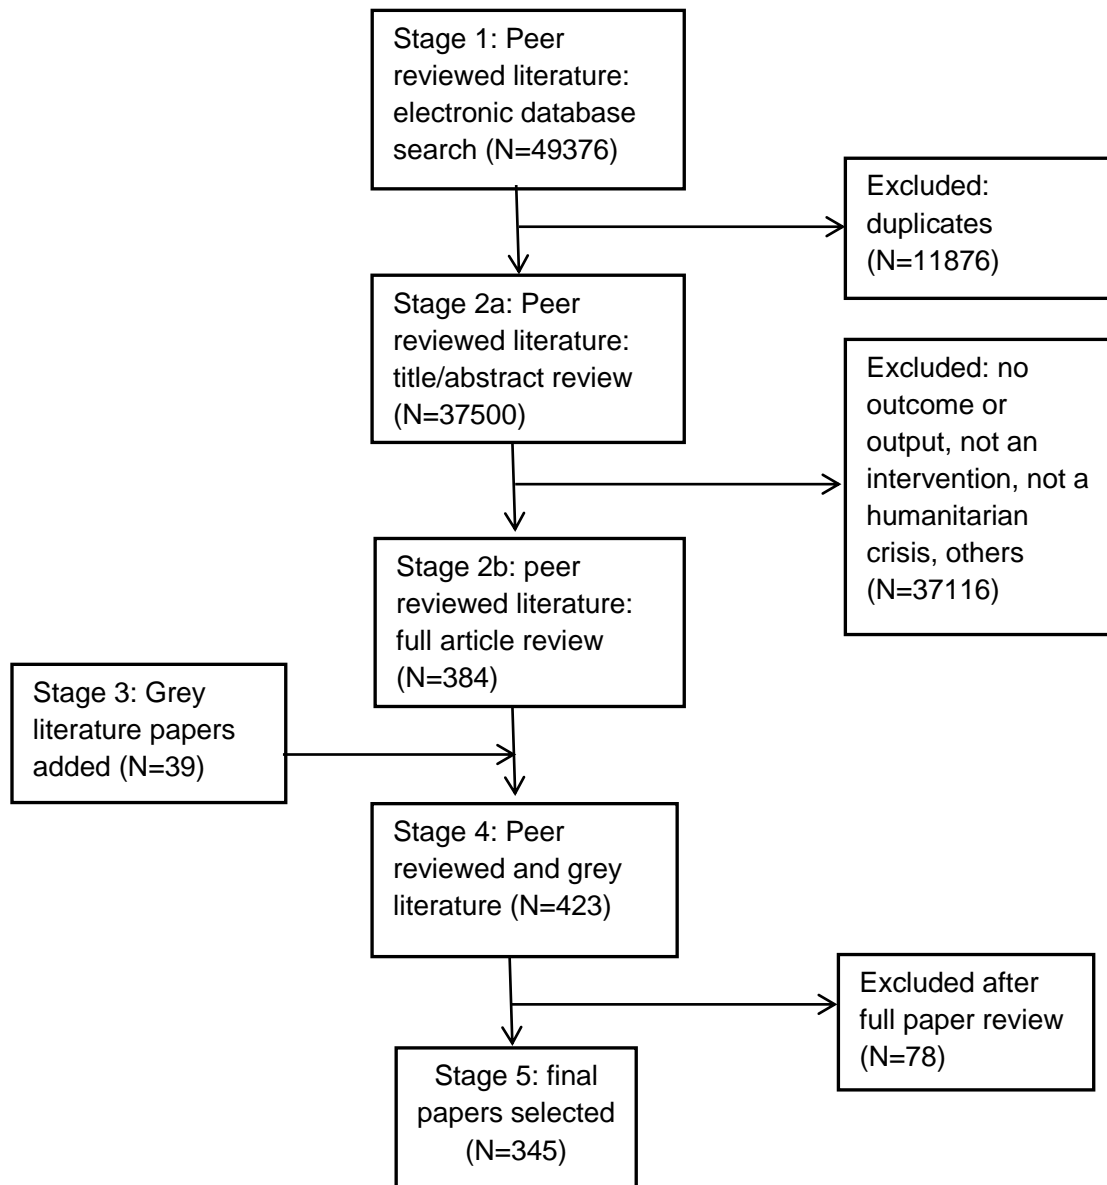 Stage 1: Peer
reviewed literature:
electronic database
search (N=49376)
Excluded:
duplicates
(N=11876)
Stage 2a: Peer
reviewed literature:
title/abstract review
(N=37500)
Excluded: no
outcome or
output, not an
intervention, not a
humanitarian
crisis, others
(N=37116)
Stage 2b: peer
reviewed literature:
full article review
(N=384)
Stage 3: Grey
literature papers
added (N=39)
Stage 4: Peer
reviewed and grey
literature (N=423)
Excluded after
full paper review
(N=78)
Stage 5: final
papers selected
(N=345)